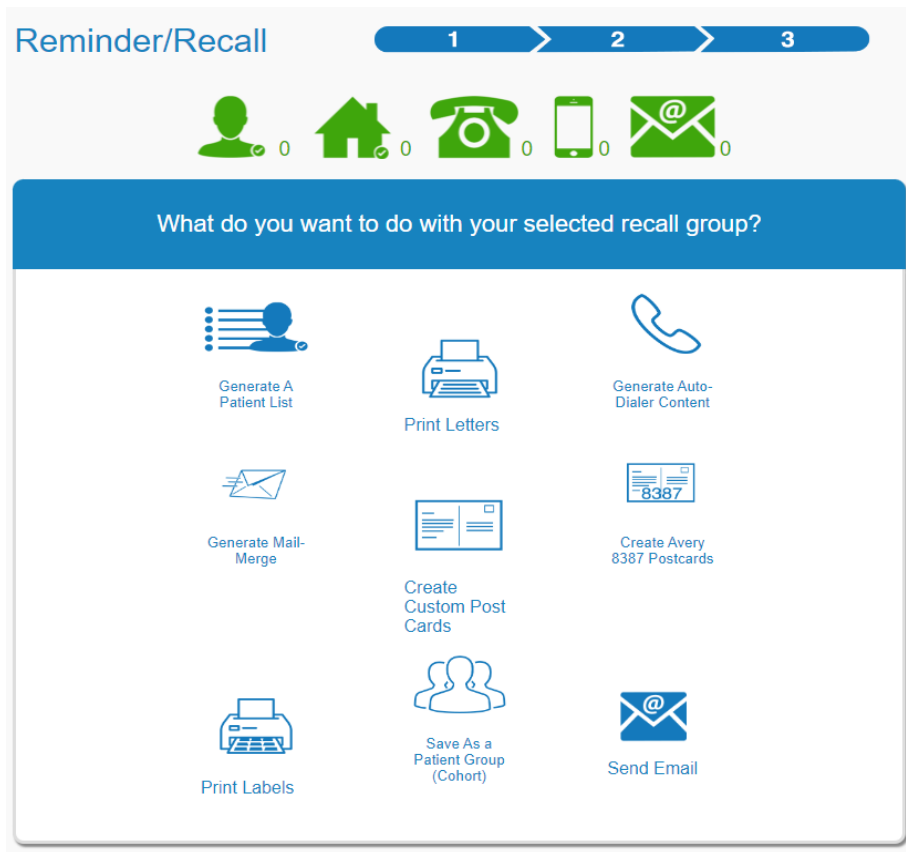 Reminder/Recall
1 2 3
0 0 0 0 @ 0
What do you want to do with your selected recall group?
Generate A
Patient List
Print Letters
Generate Auto-
Dialer Content
Generate Mail-
Merge
Create
Custom Post
Cards
8387
Create Avery
8387 Postcards
Print Labels
Save As a
Patient Group
(Cohort)
@
Send Email